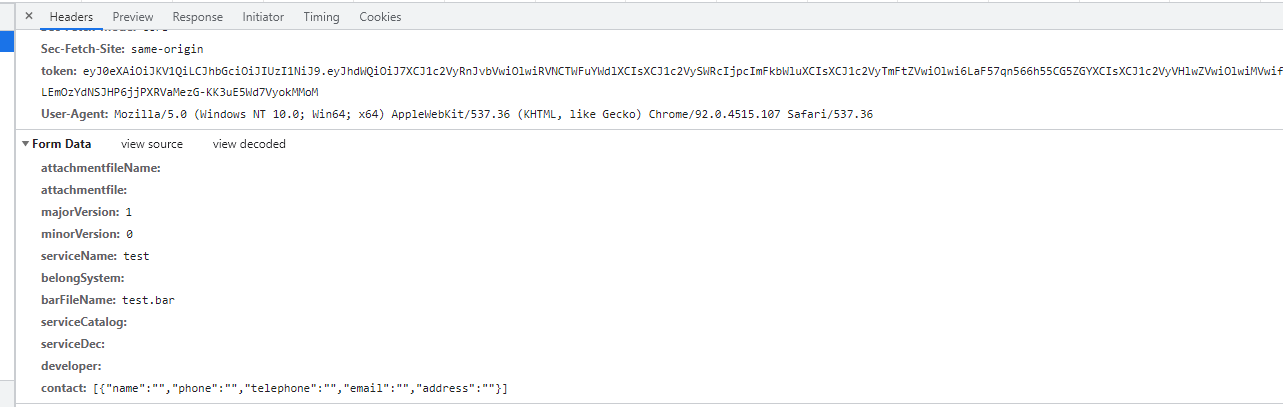 × Headers Preview Response Initiator Timing Cookies
Sec-Fetch-Site: same-origin
token: eyJ0eXAiOiJKV1QiLCJhbGciOiJIUzI1NiJ9.eyJhdWQiOiJ7XCJ1c2VyRnJvbVwiOlwiRVNCTWFuYWdlXCIsXCJ1c2VySWRcIjpcImFkbWluXCIsXCJ1c2VyTmFtZVwiOlwi6LaF57qn566h55CG5ZGYXCIsXCJ1c2VyVHlwZVwiOlwiMVwif
LEmOzYdNSJHP6jjPXRVaMezG-KK3uE5Wd7VyokMMoM
User-Agent: Mozilla/5.0 (Windows NT 10.0; Win64; x64) AppleWebKit/537.36 (KHTML, like Gecko) Chrome/92.0.4515.107 Safari/537.36
Form Data view source view decoded
attachmentfileName:
attachmentfile:
majorVersion: 1
minorVersion: 0
serviceName: test
belongSystem:
barFileName: test.bar
serviceCatalog:
serviceDec:
developer:
contact: [{"name":"","phone":"","telephone":"","email":"","address":""}]